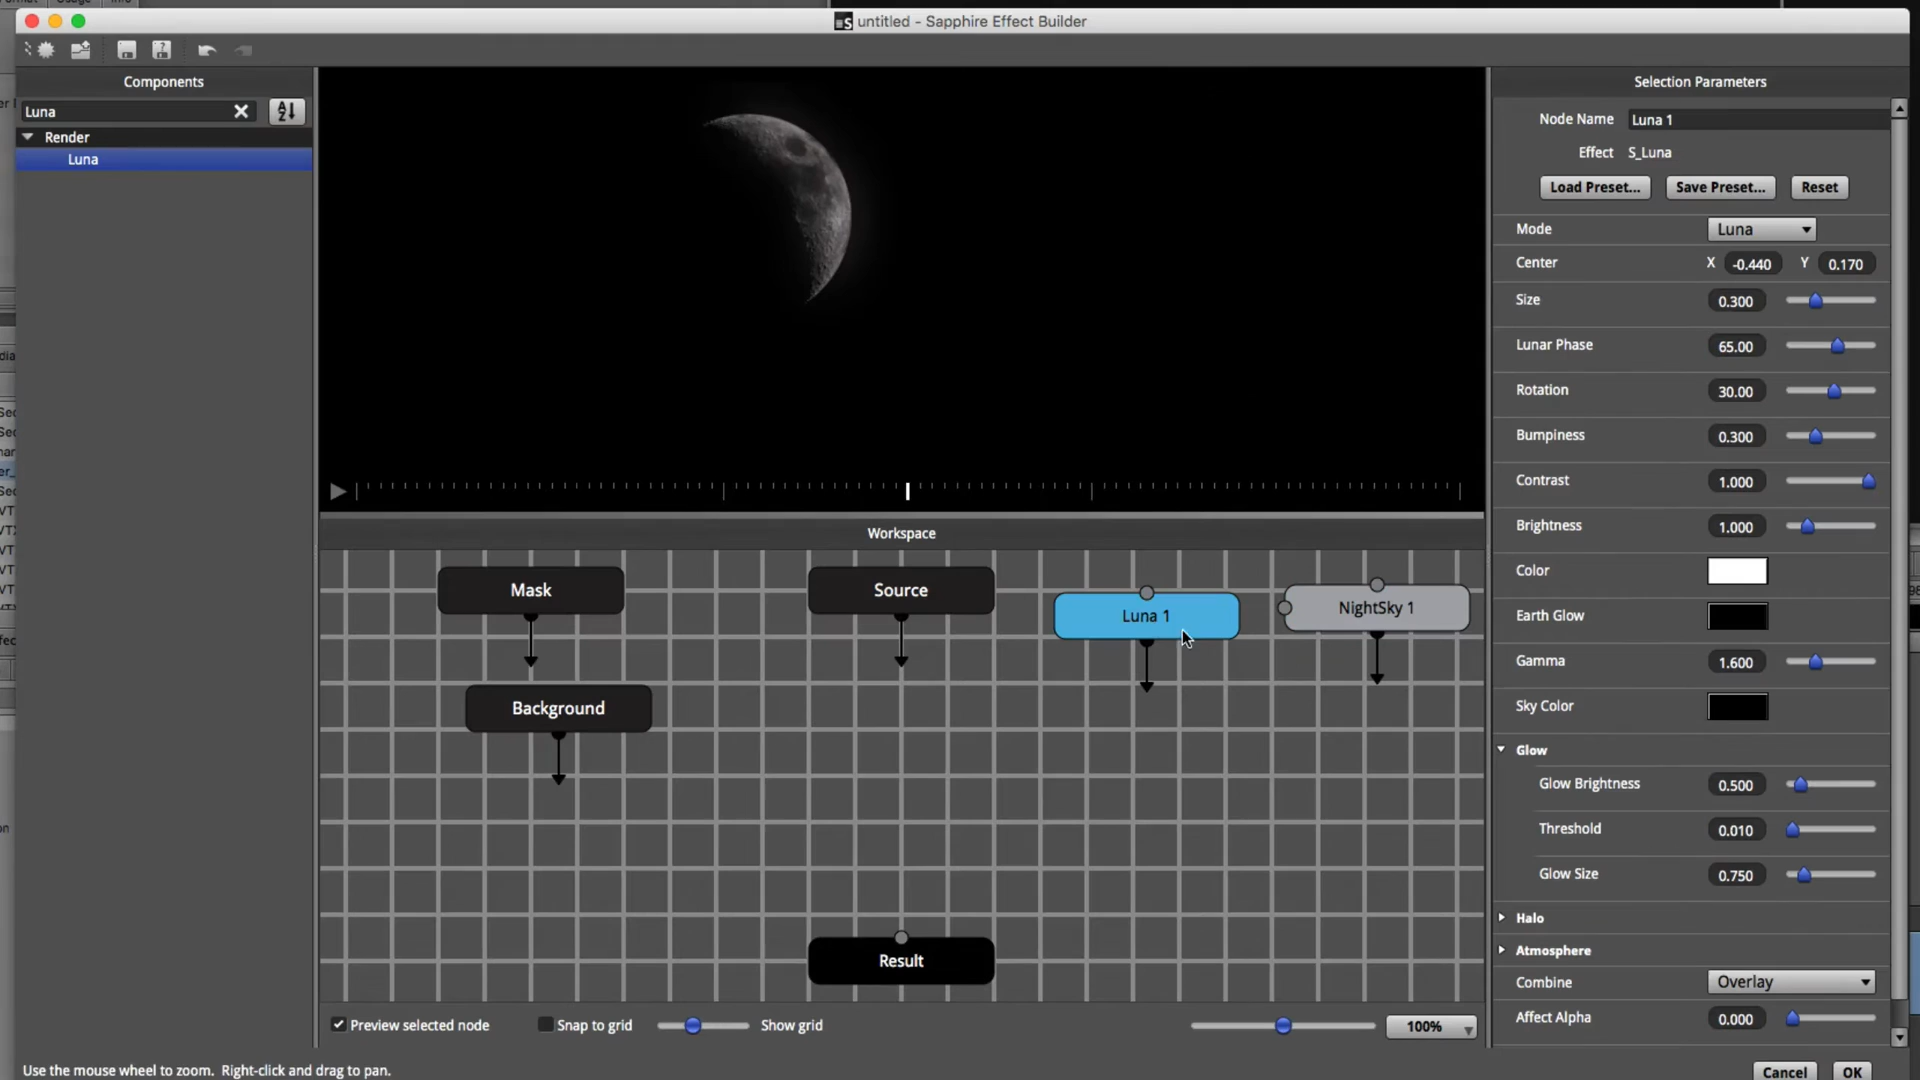 untitled - Sapphire Effect Builder
Components
Luna
Render
Luna
Workspace
Mask
Source
Luna 1
NightSky 1
Background
Result
Preview selected node
Snap to grid
Show grid
100%
Use the mouse wheel to zoom. Right-click and drag to pan.
Selection Parameters
Node Name Luna 1
Effect S_Luna
Load Preset... Save Preset... Reset
Mode Luna
Center X -0.440 Y 0.170
Size 0.300
Lunar Phase 65.00
Rotation 30.00
Bumpiness 0.300
Contrast 1.000
Brightness 1.000
Color
Earth Glow
Gamma 1.600
Sky Color
Glow
Glow Brightness 0.500
Threshold 0.010
Glow Size 0.750
Halo
Atmosphere
Combine Overlay
Affect Alpha 0.000
Cancel OK